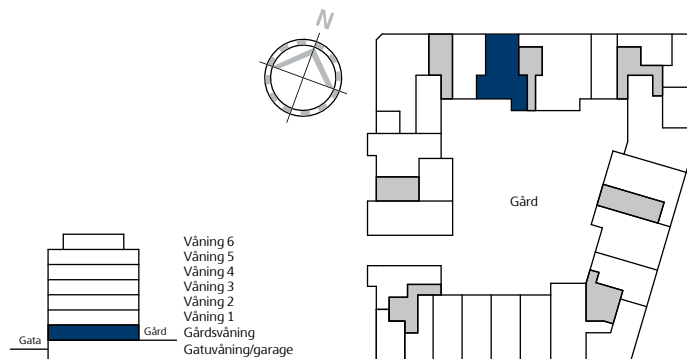 N
Gård
Våning 6
Våning 5
Våning 4
Våning 3
Våning 2
Våning 1
Gata
Gård
Gårdsvåning
Gatuvåning/garage